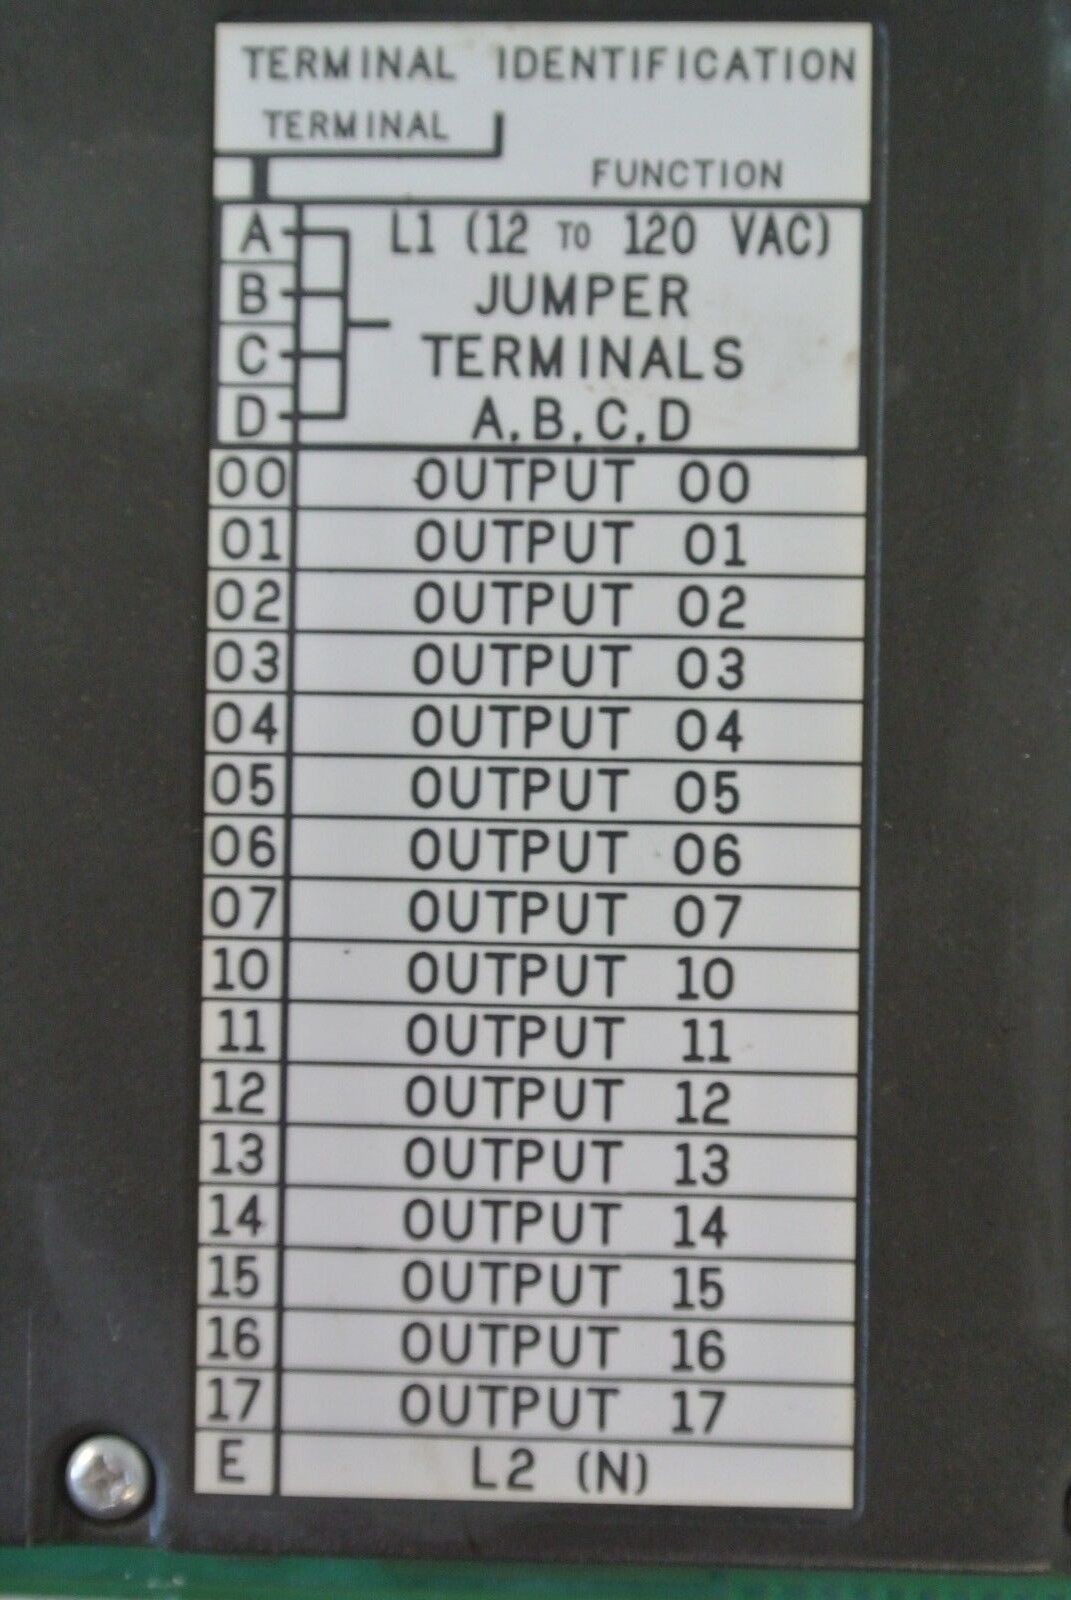 TERMINAL IDENTIFICATION
TERMINAL
FUNCTION
A L1 (12 TO 120 VAC)
B JUMPER
C TERMINALS
D A,B,C,D
00 OUTPUT 00
01 OUTPUT 01
02 OUTPUT 02
03 OUTPUT 03
04 OUTPUT 04
05 OUTPUT 05
06 OUTPUT 06
07 OUTPUT 07
10 OUTPUT 10
11 OUTPUT 11
12 OUTPUT 12
13 OUTPUT 13
14 OUTPUT 14
15 OUTPUT 15
16 OUTPUT 16
17 OUTPUT 17
E L2 (N)